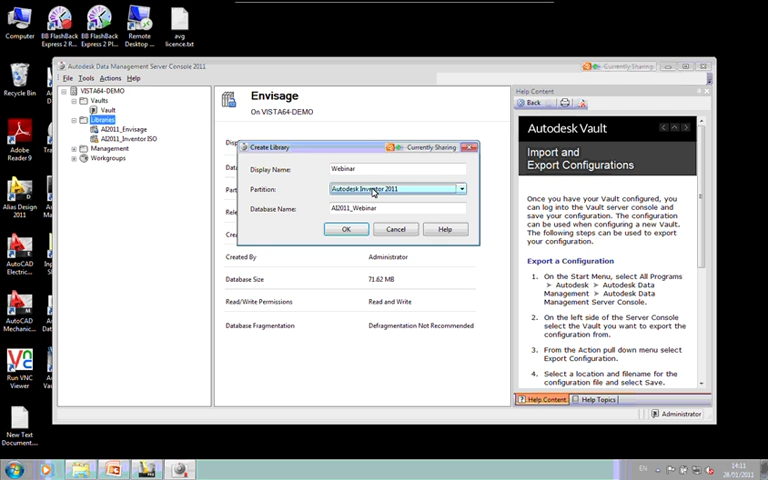 Computer
BB FlashBack
Express 2 R...
BB FlashBack
Express 2 Pl...
Remote
Desktop ...
avg
licence.txt
Recycle Bin
Adobe
Reader 9
Alias Design
2011
AutoCAD
Electric...
AutoCAD
Mechanic...
Run VNC
Viewer
New Text
Document...
Autodesk Data Management Server Console 2011
Currently Sharing
File Tools Actions Help
VISTA64-DEMO
Vaults
Vault
Libraries
AI2011_Envisage
AI2011_Inventor ISO
Management
Workgroups
Envisage
On VISTA64-DEMO
Create Library
Currently Sharing
Display Name:
Webinar
Partition:
Autodesk Inventor 2011
Database Name:
AI2011_Webinar
OK
Cancel
Help
Created By
Administrator
Database Size
71.62 MB
Read/Write Permissions
Read and Write
Database Fragmentation
Defragmentation Not Recommended
Help Content
Back
Autodesk Vault
Import and
Export Configurations
Once you have your Vault configured, you
can log into the Vault server console and
save your configuration. The configuration
can be used when configuring a new Vault.
The following steps can be used to export
your configuration.
Export a Configuration
1. On the Start Menu, select All Programs
➤ Autodesk ➤ Autodesk Data
Management ➤ Autodesk Data
Management Server Console.
2. On the left side of the Server Console
select the Vault you want to export the
configuration from.
3. From the Action pull down menu select
Export Configuration.
4. Select a location and filename for the
configuration file and select Save.
Help Content
Help Topics
Administrator
EN
14:11
26/01/2011